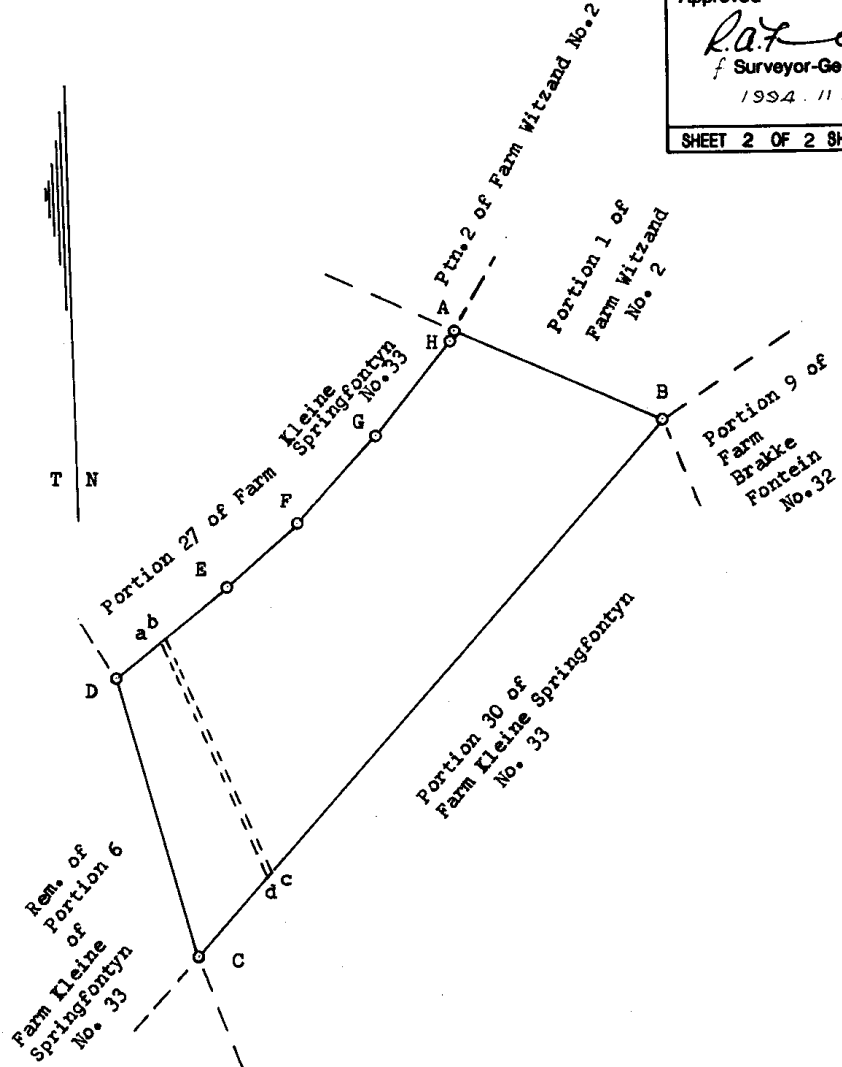 Approved
f Surveyor-Ge
1994.11.
SHEET 2 OF 2 SH
Ptn.2 of Farm Witzand No.2
Portion 1 of
Farm Witzand
No. 2
A
H
B
Portion 9 of
Farm
Brakke
Fontein
No.32
Portion 27 of Farm Kleine
Springfontyn
No.33
G
F
E
T N
a b
D
Portion 30 of
Farm Kleine Springfontyn
No. 33
c
d
C
Rem. of
Portion 6
of
Farm Kleine
Springfontyn
No. 33